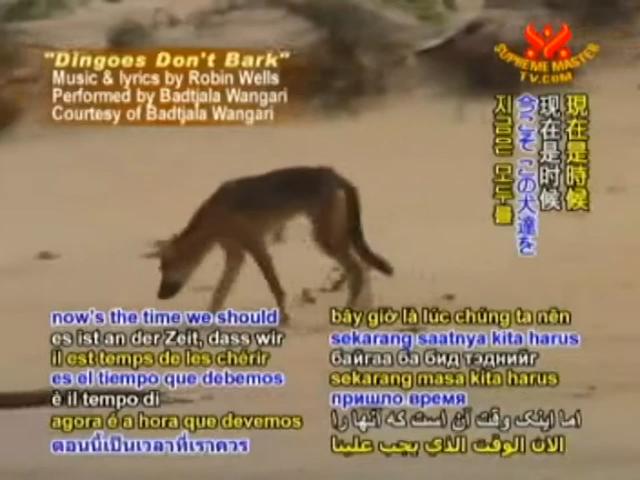 "Dingoes Don't Bark"
Music & lyrics by Robin Wells
Performed by Badtjala Wangari
Courtesy of Badtjala Wangari
SUPREME MASTER
TV.COM
現在是時候
现在是时候
今こそ この犬達を
지금은 모두를
now's the time we should
es ist an der Zeit, dass wir
il est temps de les chérir
es el tiempo que debemos
è il tempo di
agora é a hora que devemos
ตอนนี้เป็นเวลาที่เราควร
bây giờ là lúc chúng ta nên
sekarang saatnya kita harus
байгаа ба бид тэднийг
sekarang masa kita harus
пришло время
اما اینک وقت آن است که آنها را
الآن الوقت الذي يجب علينا